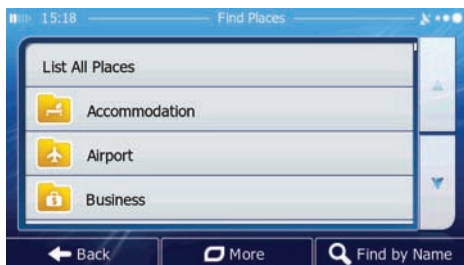 15:18 Find Places
List All Places
Accommodation
Airport
Business
Back More Find by Name